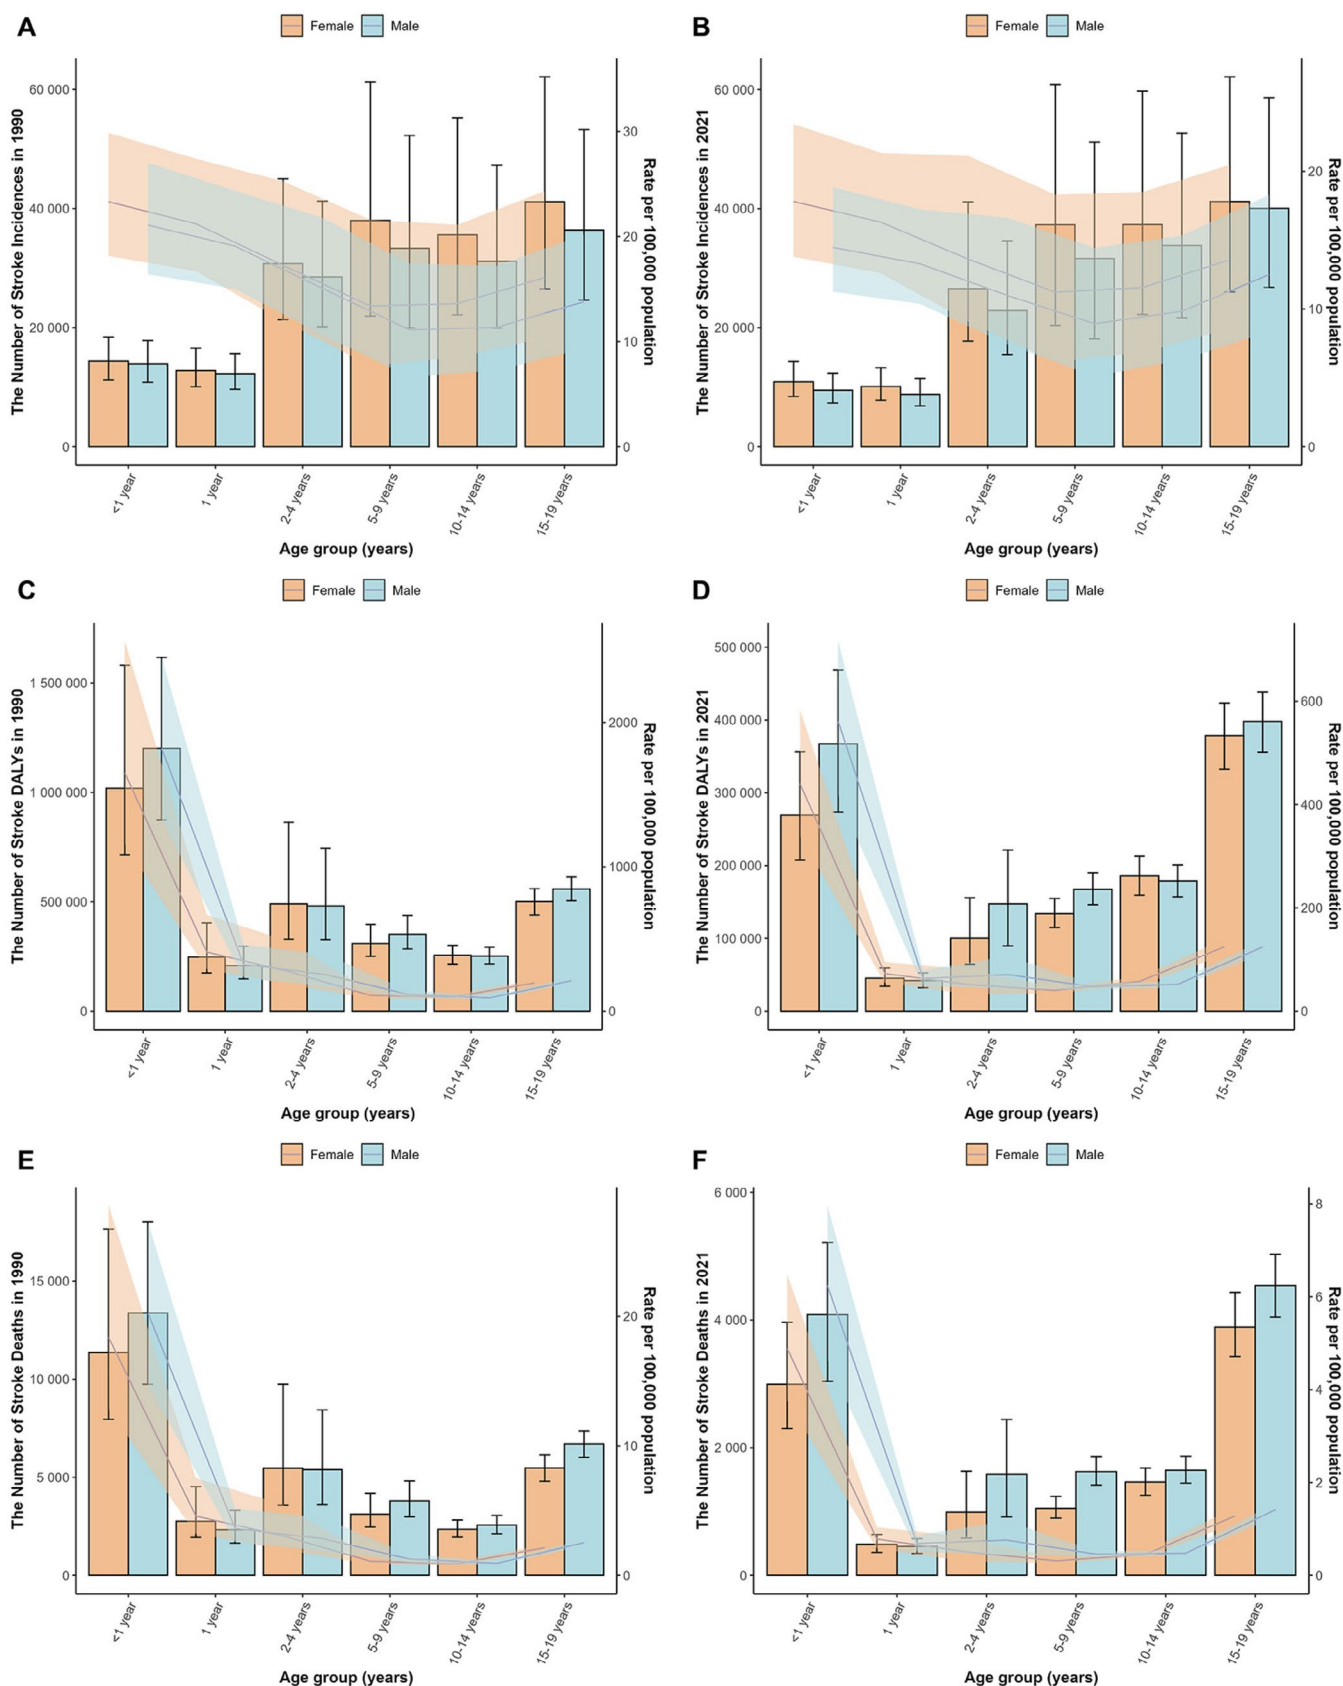 A
Female Male
The Number of Stroke Incidences in 1990
60 000
40 000
20 000
0
30
20
10
0
Rate per 100,000 population
<1 year
1 year
2-4 years
5-9 years
10-14 years
15-19 years
Age group (years)
B
Female Male
The Number of Stroke Incidences in 2021
60 000
40 000
20 000
0
20
10
0
Rate per 100,000 population
<1 year
1 year
2-4 years
5-9 years
10-14 years
15-19 years
Age group (years)
C
Female Male
The Number of Stroke DALYs in 1990
1 500 000
1 000 000
500 000
0
2000
1000
0
Rate per 100,000 population
<1 year
1 year
2-4 years
5-9 years
10-14 years
15-19 years
Age group (years)
D
Female Male
The Number of Stroke DALYs in 2021
500 000
400 000
300 000
200 000
100 000
0
600
400
200
0
Rate per 100,000 population
<1 year
1 year
2-4 years
5-9 years
10-14 years
15-19 years
Age group (years)
E
Female Male
The Number of Stroke Deaths in 1990
15 000
10 000
5 000
0
20
10
0
Rate per 100,000 population
<1 year
1 year
2-4 years
5-9 years
10-14 years
15-19 years
Age group (years)
F
Female Male
The Number of Stroke Deaths in 2021
6 000
4 000
2 000
0
8
6
4
2
0
Rate per 100,000 population
<1 year
1 year
2-4 years
5-9 years
10-14 years
15-19 years
Age group (years)